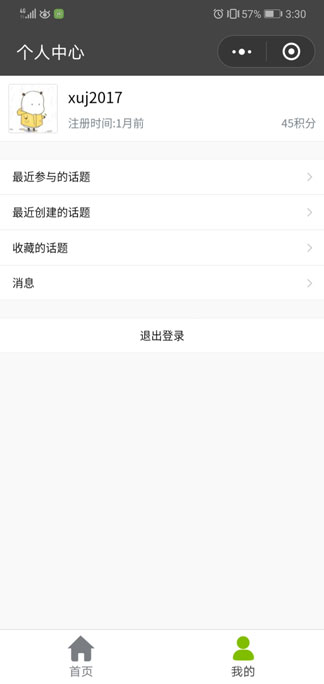 4G 57% 3:30
个人中心
xuj2017
注册时间:1月前 45积分
最近参与的话题
最近创建的话题
收藏的话题
消息
退出登录
首页 我的